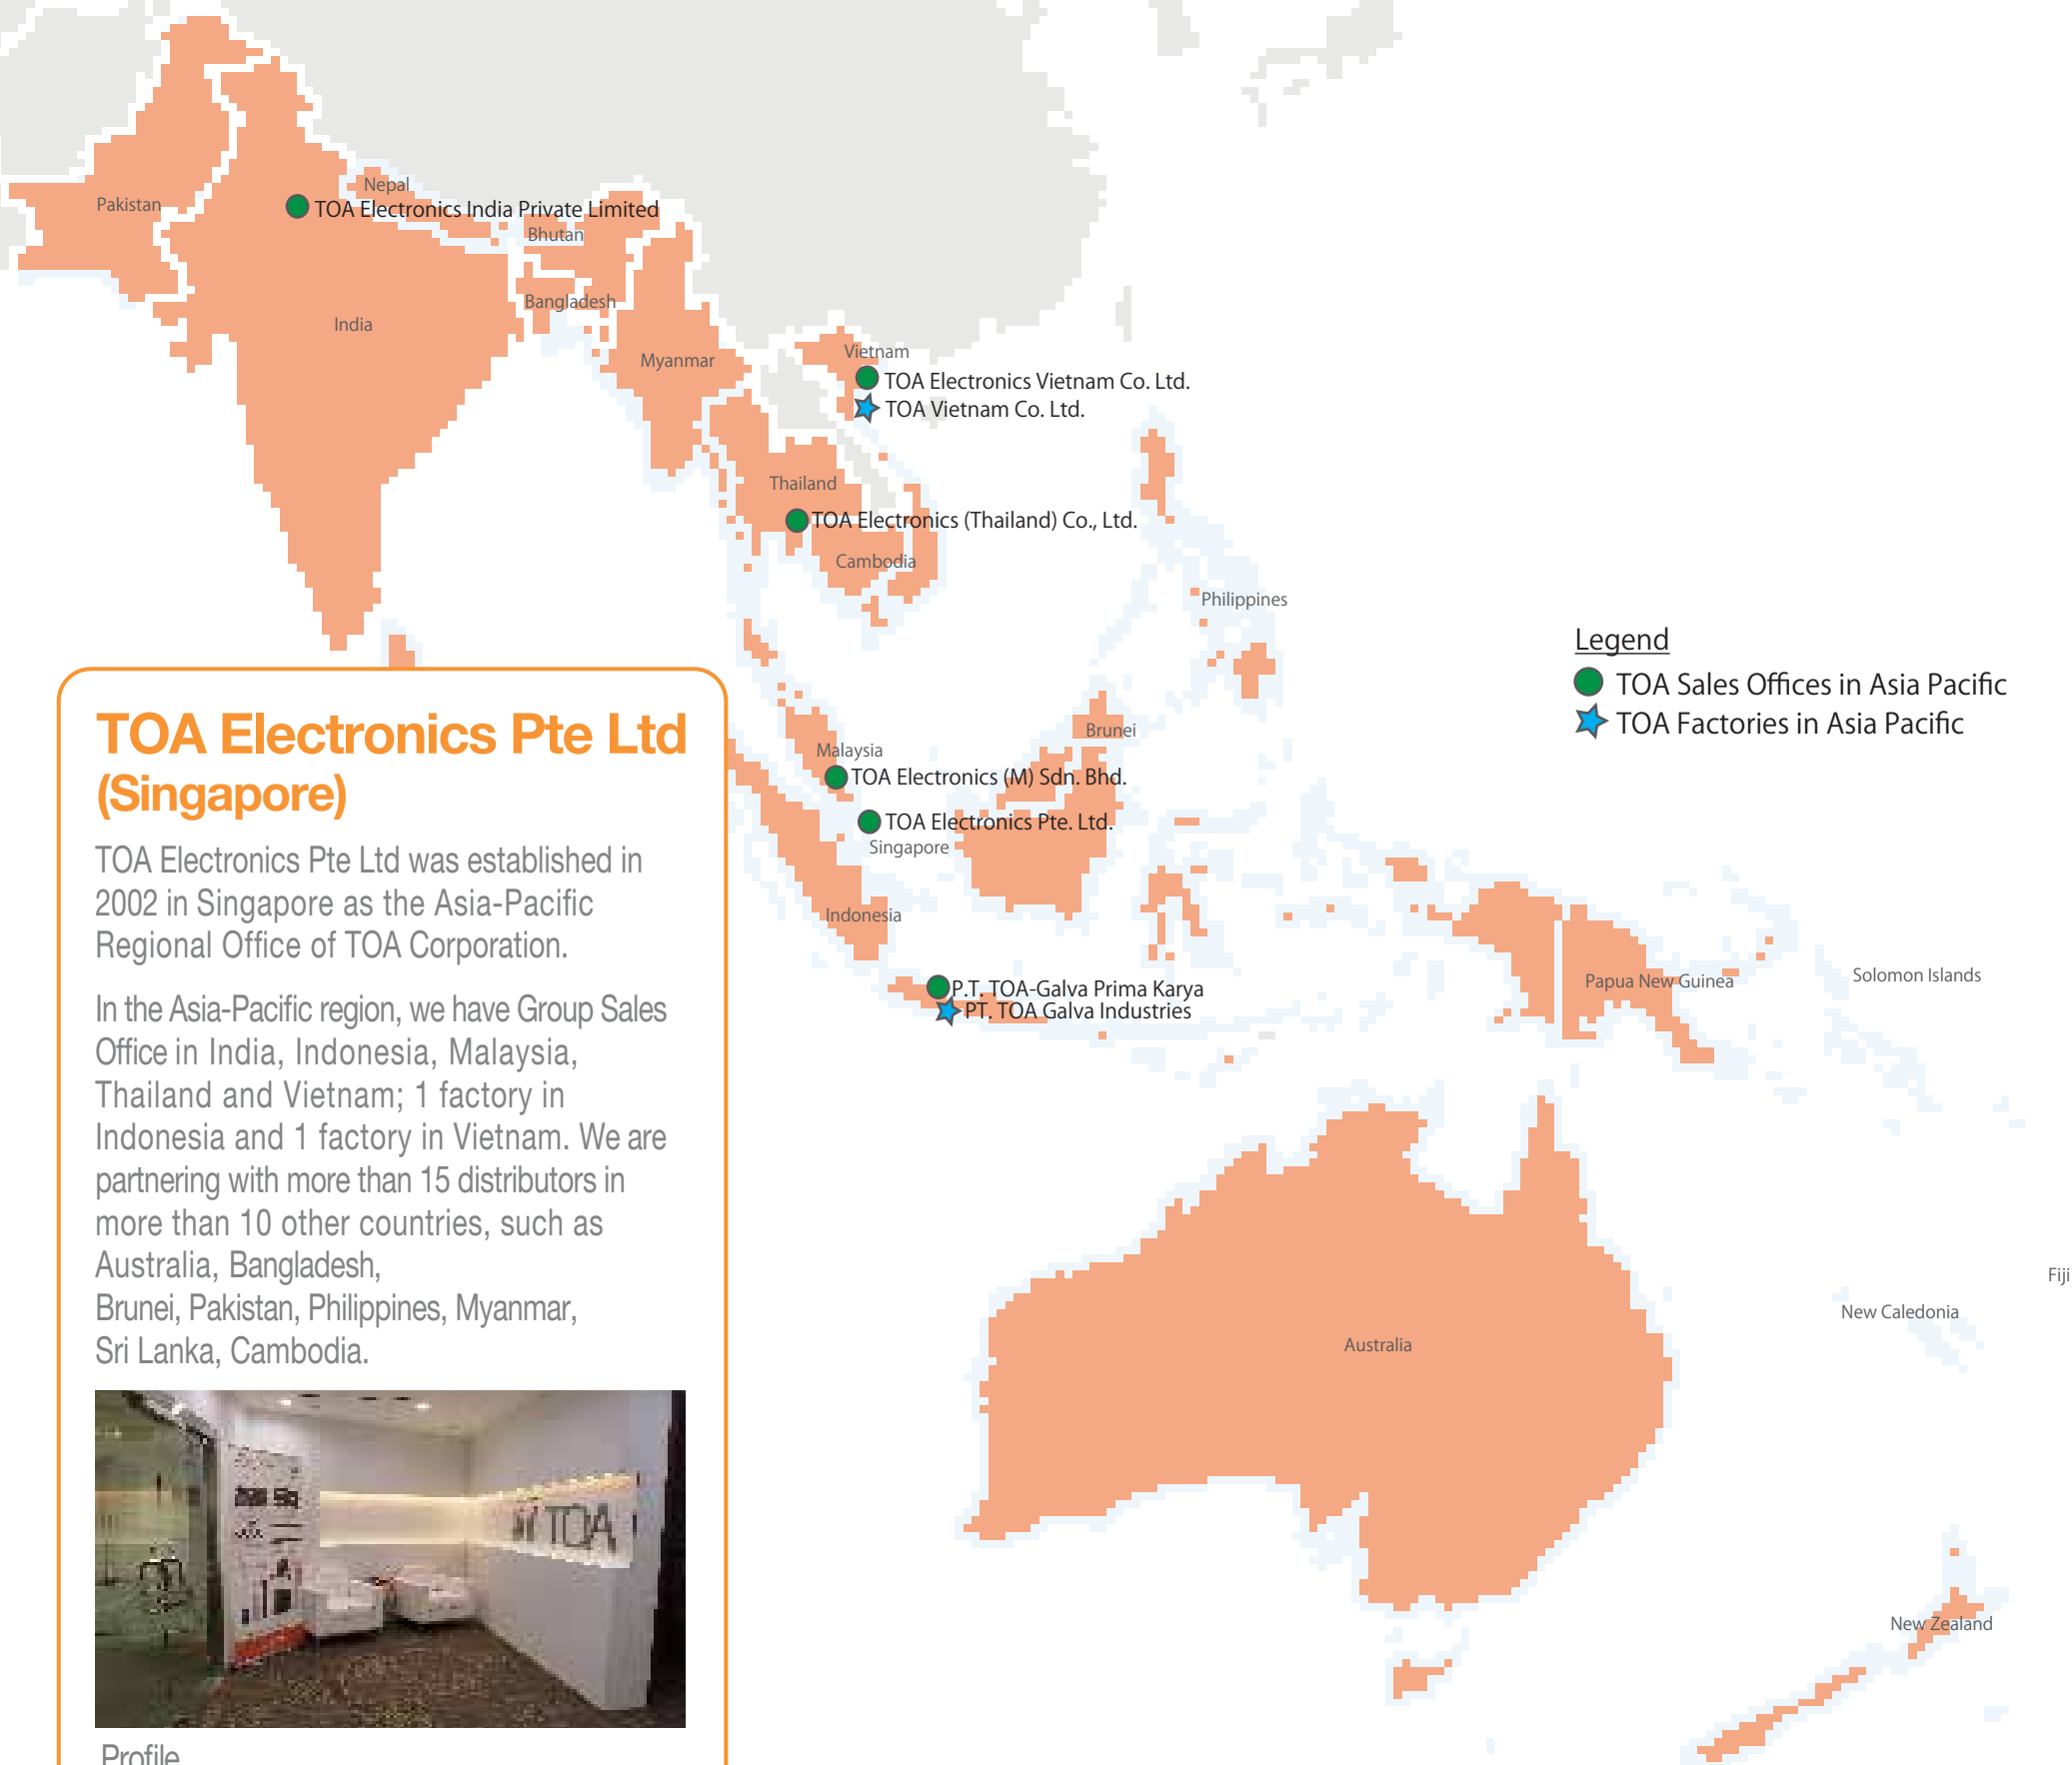 Nepal
Pakistan
TOA Electronics India Private Limited
Bhutan
Bangladesh
India
Myanmar
Vietnam
TOA Electronics Vietnam Co. Ltd.
TOA Vietnam Co. Ltd.
Thailand
TOA Electronics (Thailand) Co., Ltd.
Cambodia
Philippines
Legend
TOA Sales Offices in Asia Pacific
TOA Factories in Asia Pacific
Brunei
Malaysia
TOA Electronics (M) Sdn. Bhd.
TOA Electronics Pte. Ltd.
Singapore
Indonesia
P.T. TOA-Galva Prima Karya
PT. TOA Galva Industries
Papua New Guinea
Solomon Islands
Fiji
New Caledonia
Australia
New Zealand
TOA Electronics Pte Ltd
(Singapore)
TOA Electronics Pte Ltd was established in
2002 in Singapore as the Asia-Pacific
Regional Office of TOA Corporation.
In the Asia-Pacific region, we have Group Sales
Office in India, Indonesia, Malaysia,
Thailand and Vietnam; 1 factory in
Indonesia and 1 factory in Vietnam. We are
partnering with more than 15 distributors in
more than 10 other countries, such as
Australia, Bangladesh,
Brunei, Pakistan, Philippines, Myanmar,
Sri Lanka, Cambodia.
TOA
Profile